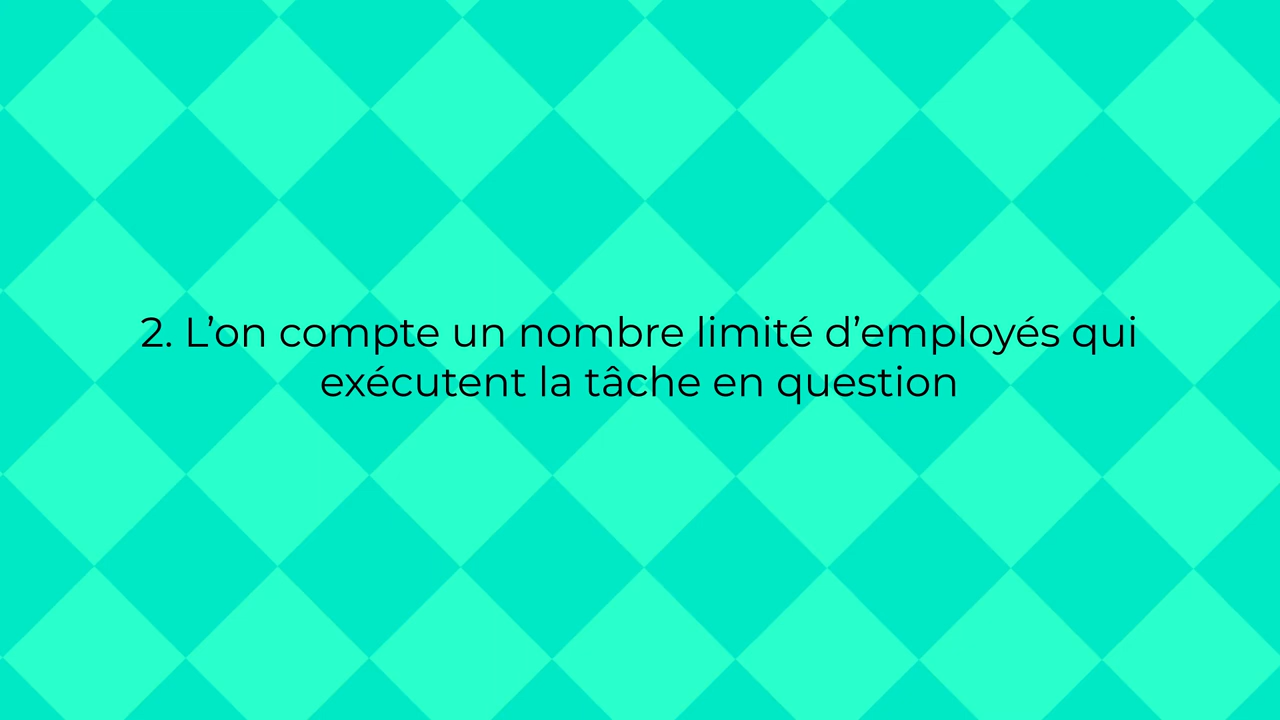 2. L’on compte un nombre limité d’employés qui
exécutent la tâche en question